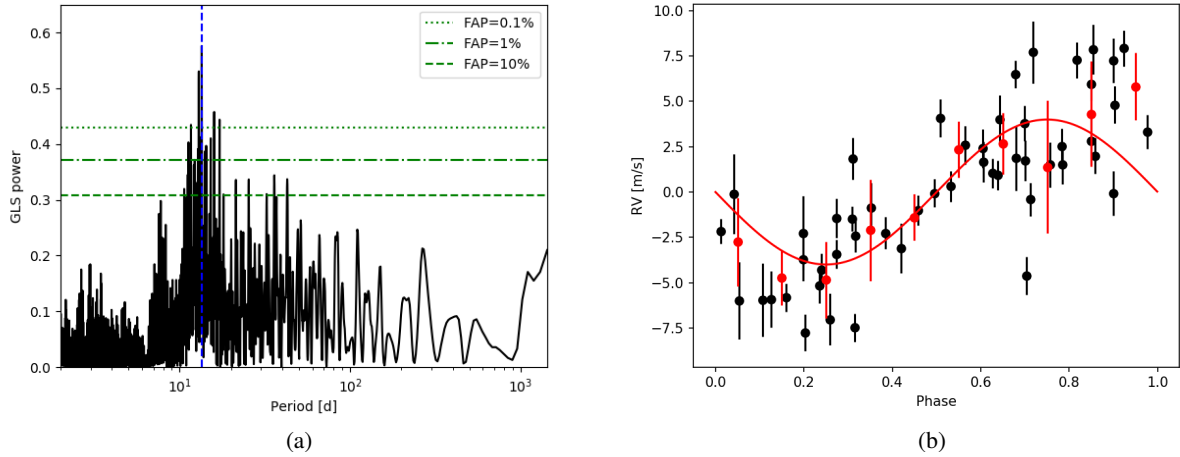 0.6
0.5
0.4
0.3
0.2
0.1
0.0
GLS power
FAP=0.1%
FAP=1%
FAP=10%
10¹
10²
10³
Period [d]
(a)
10.0
7.5
5.0
2.5
0.0
−2.5
−5.0
−7.5
RV [m/s]
0.0 0.2 0.4 0.6 0.8 1.0
Phase
(b)